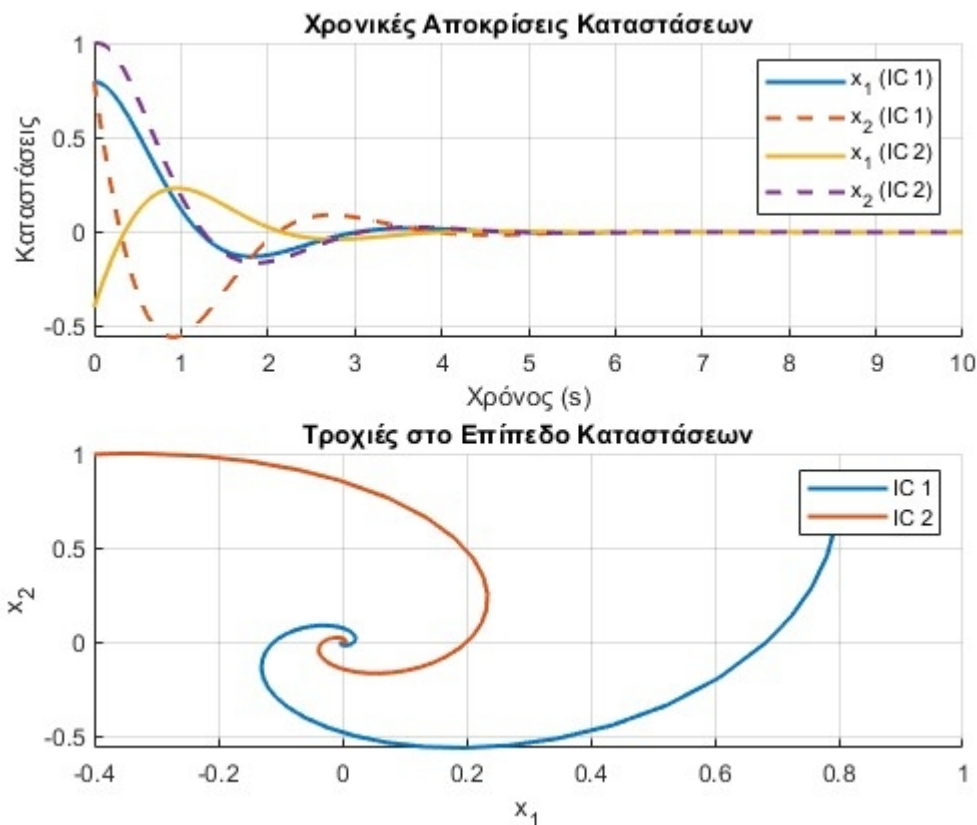 Χρονικές Αποκρίσεις Καταστάσεων
1
0.5
0
-0.5
Καταστάσεις
x1 (IC 1)
x2 (IC 1)
x1 (IC 2)
x2 (IC 2)
0 1 2 3 4 5 6 7 8 9 10
Χρόνος (s)
Τροχιές στο Επίπεδο Καταστάσεων
1
0.5
0
-0.5
x2
IC 1
IC 2
-0.4 -0.2 0 0.2 0.4 0.6 0.8 1
x1